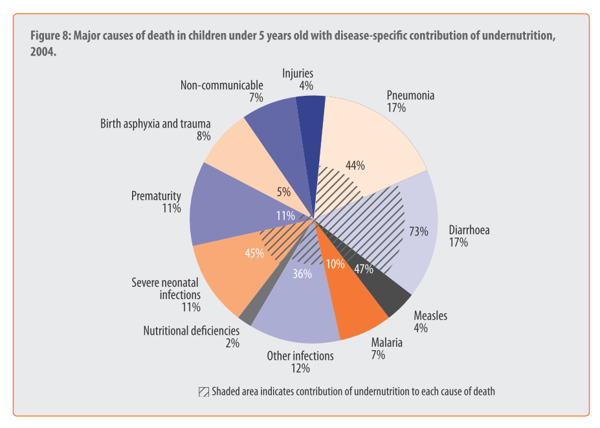 Figure 8: Major causes of death in children under 5 years old with disease-specific contribution of undernutrition,
2004.
Injuries
4%
Non-communicable
7%
Pneumonia
17%
Birth asphyxia and trauma
8%
44%
5%
Prematurity
11%
11%
73%
Diarrhoea
17%
45%
10%
47%
36%
Severe neonatal
infections
11%
Measles
4%
Nutritional deficiencies
2%
Malaria
7%
Other infections
12%
Shaded area indicates contribution of undernutrition to each cause of death